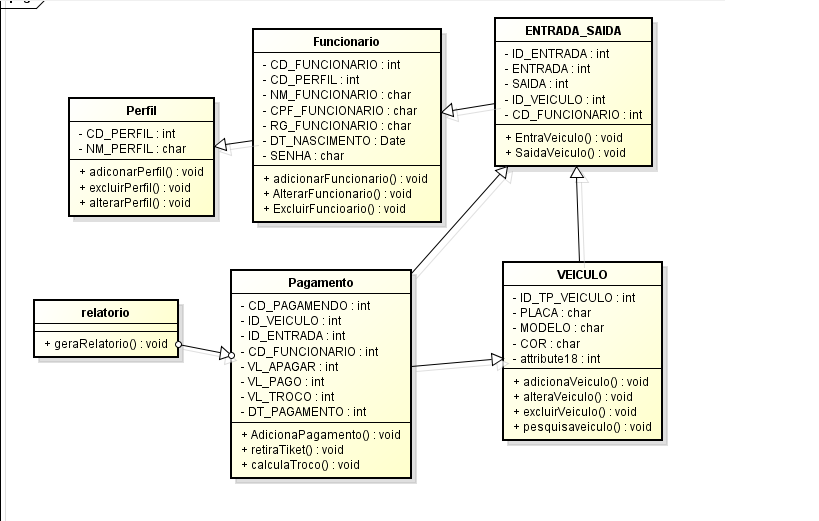 Funcionario
- CD_FUNCIONARIO : int
- CD_PERFIL : int
- NM_FUNCIONARIO : char
- CPF_FUNCIONARIO : char
- RG_FUNCIONARIO : char
- DT_NASCIMENTO : Date
- SENHA : char
+ adicionarFuncionario() : void
+ AlterarFuncionario() : void
+ ExcluirFuncioario() : void
ENTRADA_SAIDA
- ID_ENTRADA : int
- ENTRADA : int
- SAIDA : int
- ID_VEICULO : int
- CD_FUNCIONARIO : int
+ EntraVeiculo() : void
+ SaidaVeiculo() : void
Perfil
- CD_PERFIL : int
- NM_PERFIL : char
+ adiconarPerfil() : void
+ excluirPerfil() : void
+ alterarPerfil() : void
relatorio
+ geraRelatorio() : void
Pagamento
- CD_PAGAMENDO : int
- ID_VEICULO : int
- ID_ENTRADA : int
- CD_FUNCIONARIO : int
- VL_APAGAR : int
- VL_PAGO : int
- VL_TROCO : int
- DT_PAGAMENTO : int
+ AdicionaPagamento() : void
+ retiraTiket() : void
+ calculaTroco() : void
VEICULO
- ID_TP_VEICULO : int
- PLACA : char
- MODELO : char
- COR : char
- attribute18 : int
+ adicionaVeiculo() : void
+ alteraVeiculo() : void
+ excluirVeiculo() : void
+ pesquisaveiculo() : void